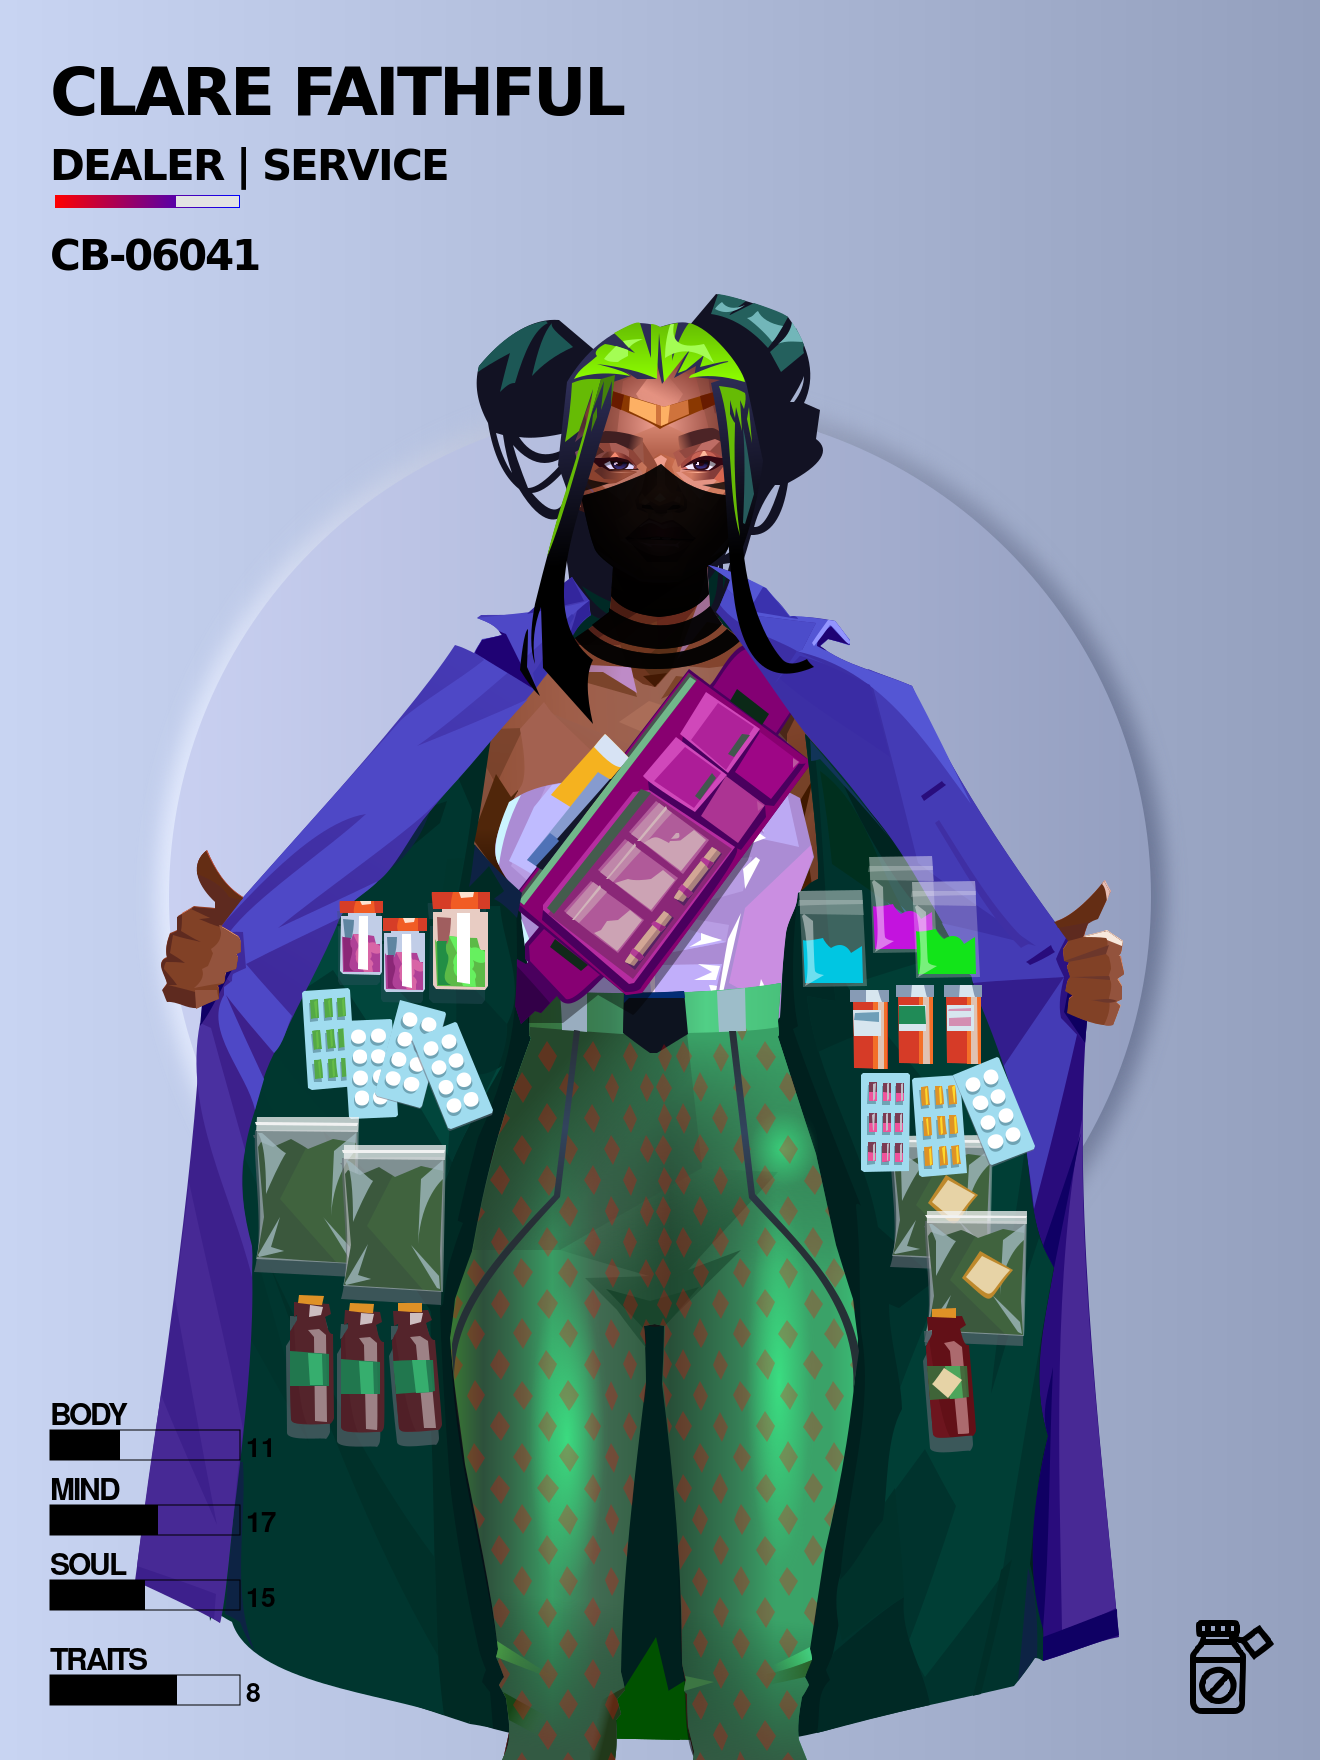 CLARE FAITHFUL
DEALER | SERVICE
CB-06041
BODY
11
MIND
17
SOUL
15
TRAITS
8